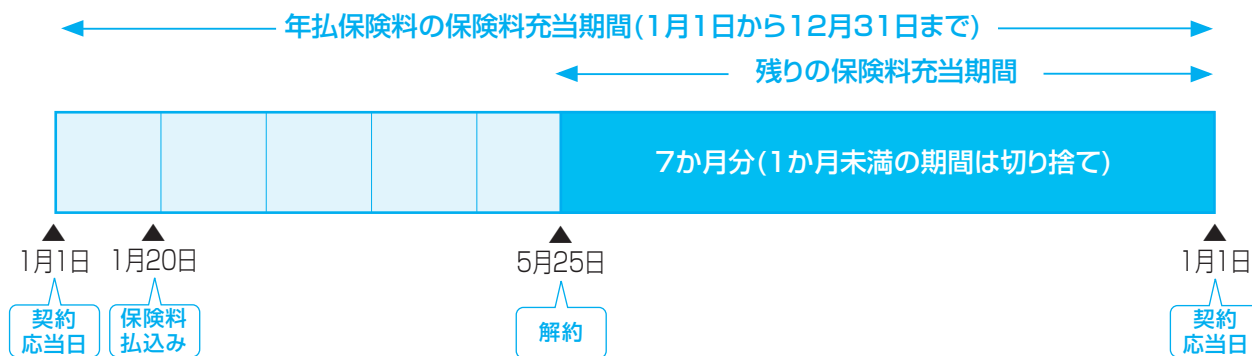 年払保険料の保険料充当期間(1月1日から12月31日まで)
残りの保険料充当期間
7か月分(1か月未満の期間は切り捨て)
1月1日
1月20日
5月25日
1月1日
契約
応当日
保険料
払込み
解約
契約
応当日